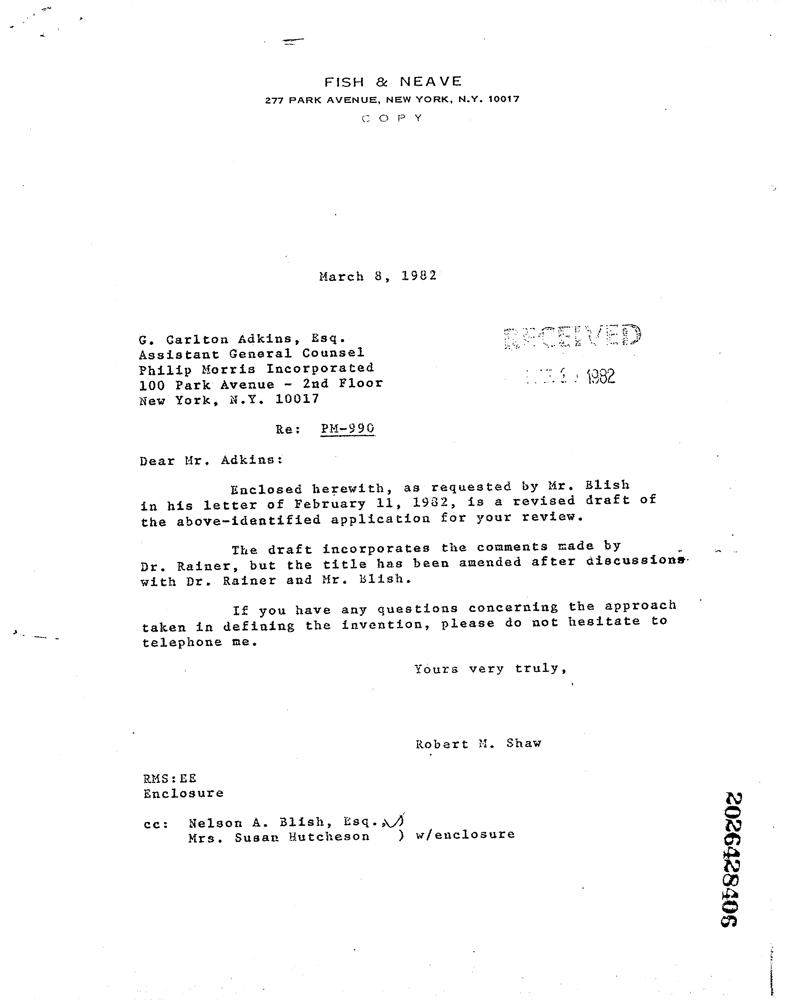 FISH & NEAVE
277 PARK AVENUE, NEW YORK, N.Y. 10017
COPY
March 8, 1982
G. Carlton Adkins, Esq.
Assistant General Counsel
Philip Morris Incorporated
100 Park Avenue - 2nd Floor
New York, N.Y. 10017
RECEIVED
1982
Re: PM-990
Dear Mr. Adkins:
Enclosed herewith, as requested by Mr. Blish
in his letter of February 11, 1982, is a revised draft of
the above-identified application for your review.
The draft incorporates the comments made by
Dr. Rainer, but the title has been amended after discussions
with Dr. Rainer and Mr. Blish.
If you have any questions concerning the approach
taken in defining the invention, please do not hesitate to
telephone me.
Yours very truly,
Robert M. Shaw
RMS:EE
Enclosure
cc: Nelson A. Blish, Esq. )
Mrs. Susan Hutcheson ) w/enclosure
2026428406